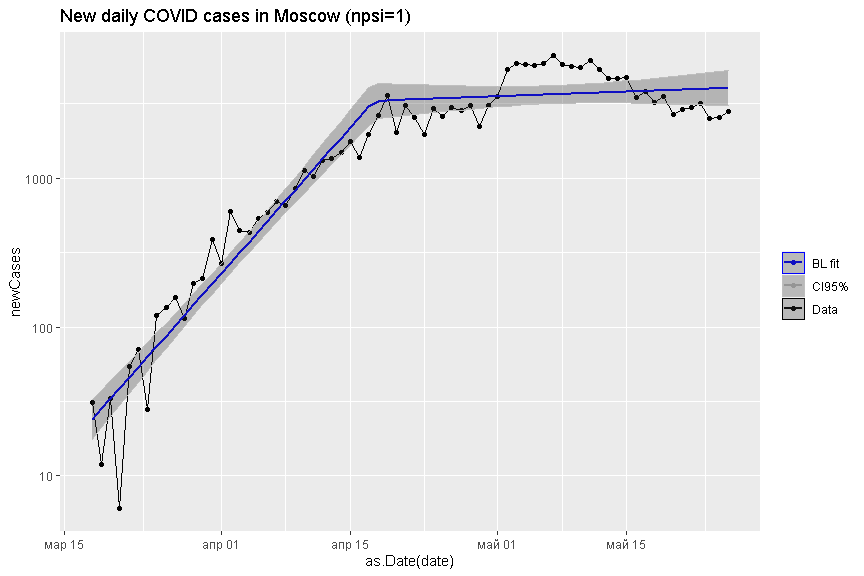 New daily COVID cases in Moscow (npsi=1)
newCases
1000
100
10
мар 15
апр 01
апр 15
май 01
май 15
as.Date(date)
BL fit
CI95%
Data